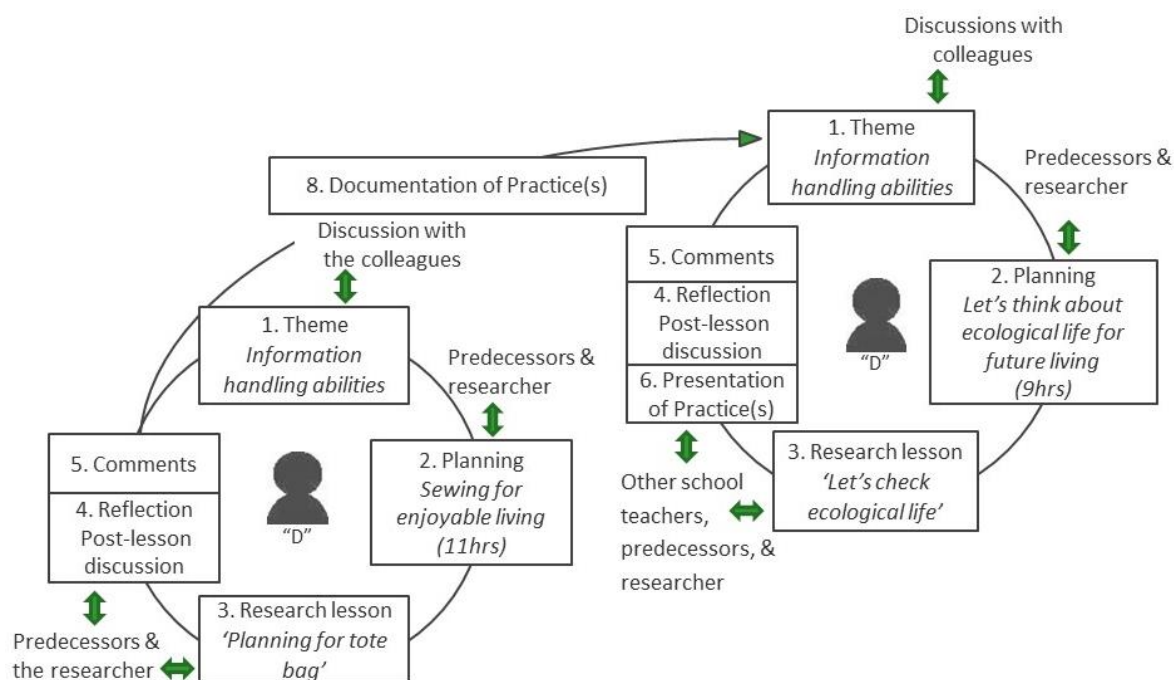 Discussions with
colleagues
1. Theme
Information
handling abilities
Predecessors &
researcher
8. Documentation of Practice(s)
Discussion with
the colleagues
5. Comments
4. Reflection
Post-lesson
discussion
6. Presentation
of Practice(s)
“D”
2. Planning
Let’s think about
ecological life for
future living
(9hrs)
1. Theme
Information
handling abilities
Predecessors &
researcher
3. Research lesson
‘Let’s check
ecological life’
Other school
teachers,
predecessors, &
researcher
5. Comments
4. Reflection
Post-lesson
discussion
“D”
2. Planning
Sewing for
enjoyable living
(11hrs)
3. Research lesson
‘Planning for tote
bag’
Predecessors &
the researcher